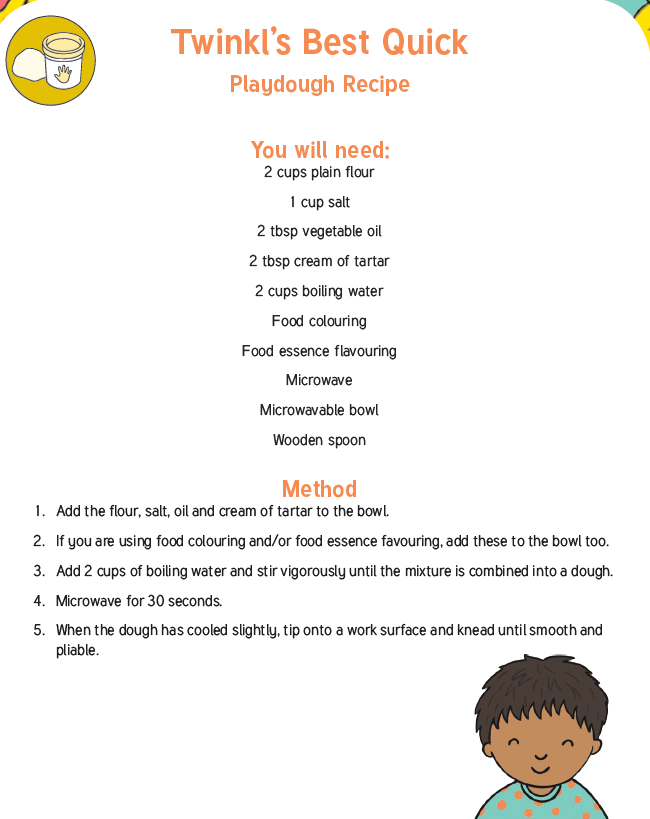 Twinkl's Best Quick
Playdough Recipe
You will need:
2 cups plain flour
1 cup salt
2 tbsp vegetable oil
2 tbsp cream of tartar
2 cups boiling water
Food colouring
Food essence flavouring
Microwave
Microwavable bowl
Wooden spoon
Method
1. Add the flour, salt, oil and cream of tartar to the bowl.
2. If you are using food colouring and/or food essence favouring, add these to the bowl too.
3. Add 2 cups of boiling water and stir vigorously until the mixture is combined into a dough.
4. Microwave for 30 seconds.
5. When the dough has cooled slightly, tip onto a work surface and knead until smooth and
pliable.